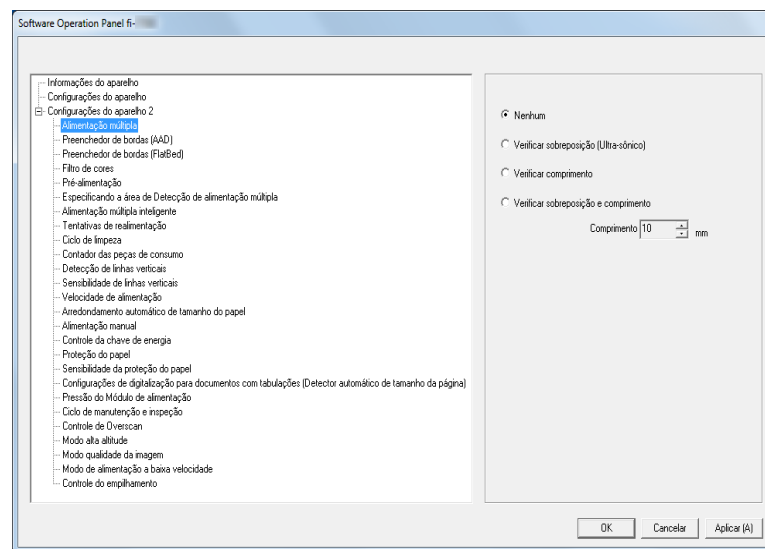 Software Operation Panel fi-
Informações do aparelho
Configurações do aparelho
Configurações do aparelho 2
Alimentação múltipla
Preenchedor de bordas (AAD)
Preenchedor de bordas (FlatBed)
Filtro de cores
Pré-alimentação
Especificando a área de Detecção de alimentação múltipla
Alimentação múltipla inteligente
Tentativas de realimentação
Ciclo de limpeza
Contador das peças de consumo
Detecção de linhas verticais
Sensibilidade de linhas verticais
Velocidade de alimentação
Arredondamento automático de tamanho do papel
Alimentação manual
Controle da chave de energia
Proteção do papel
Sensibilidade da proteção do papel
Configurações de digitalização para documentos com tabulações (Detector automático de tamanho da página)
Pressão do Módulo de alimentação
Ciclo de manutenção e inspeção
Controle de Overscan
Modo alta altitude
Modo qualidade da imagem
Modo de alimentação a baixa velocidade
Controle do empilhamento
Nenhum
Verificar sobreposição (Ultra-sônico)
Verificar comprimento
Verificar sobreposição e comprimento
Comprimento 10 mm
OK Cancelar Aplicar (A)